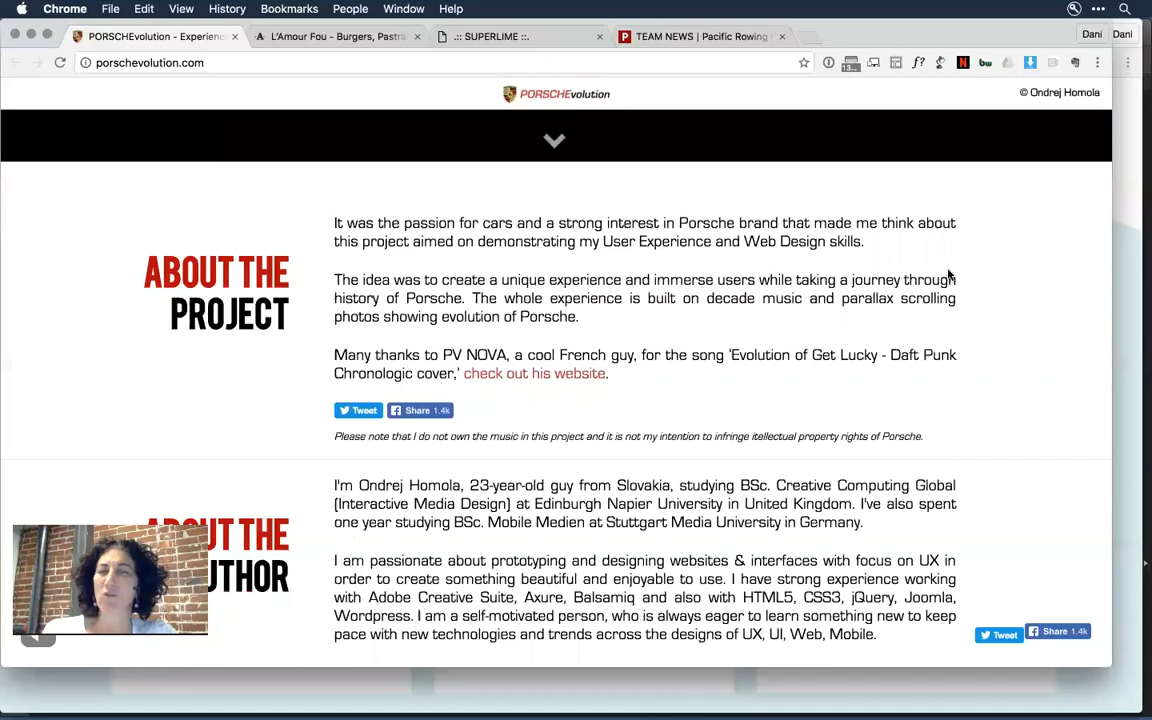 Chrome File Edit View History Bookmarks People Window Help
PORSCHEvolution - Experienc
L'Amour Fou - Burgers, Pastra
.:: SUPERLIME ::.
TEAM NEWS | Pacific Rowing
Dani
Dani
porschevolution.com
13...
f?
N
bw
PORSCHEvolution
© Ondrej Homola
ABOUT THE
PROJECT
It was the passion for cars and a strong interest in Porsche brand that made me think about
this project aimed on demonstrating my User Experience and Web Design skills.
The idea was to create a unique experience and immerse users while taking a journey through
history of Porsche. The whole experience is built on decade music and parallax scrolling
photos showing evolution of Porsche.
Many thanks to PV NOVA, a cool French guy, for the song 'Evolution of Get Lucky - Daft Punk
Chronologic cover,' check out his website.
Tweet
Share 1.4k
Please note that I do not own the music in this project and it is not my intention to infringe itellectual property rights of Porsche.
UT THE
UTHOR
I'm Ondrej Homola, 23-year-old guy from Slovakia, studying BSc. Creative Computing Global
(Interactive Media Design) at Edinburgh Napier University in United Kingdom. I've also spent
one year studying BSc. Mobile Medien at Stuttgart Media University in Germany.
I am passionate about prototyping and designing websites & interfaces with focus on UX in
order to create something beautiful and enjoyable to use. I have strong experience working
with Adobe Creative Suite, Axure, Balsamiq and also with HTML5, CSS3, jQuery, Joomla,
Wordpress. I am a self-motivated person, who is always eager to learn something new to keep
pace with new technologies and trends across the designs of UX, UI, Web, Mobile.
Tweet
Share 1.4k